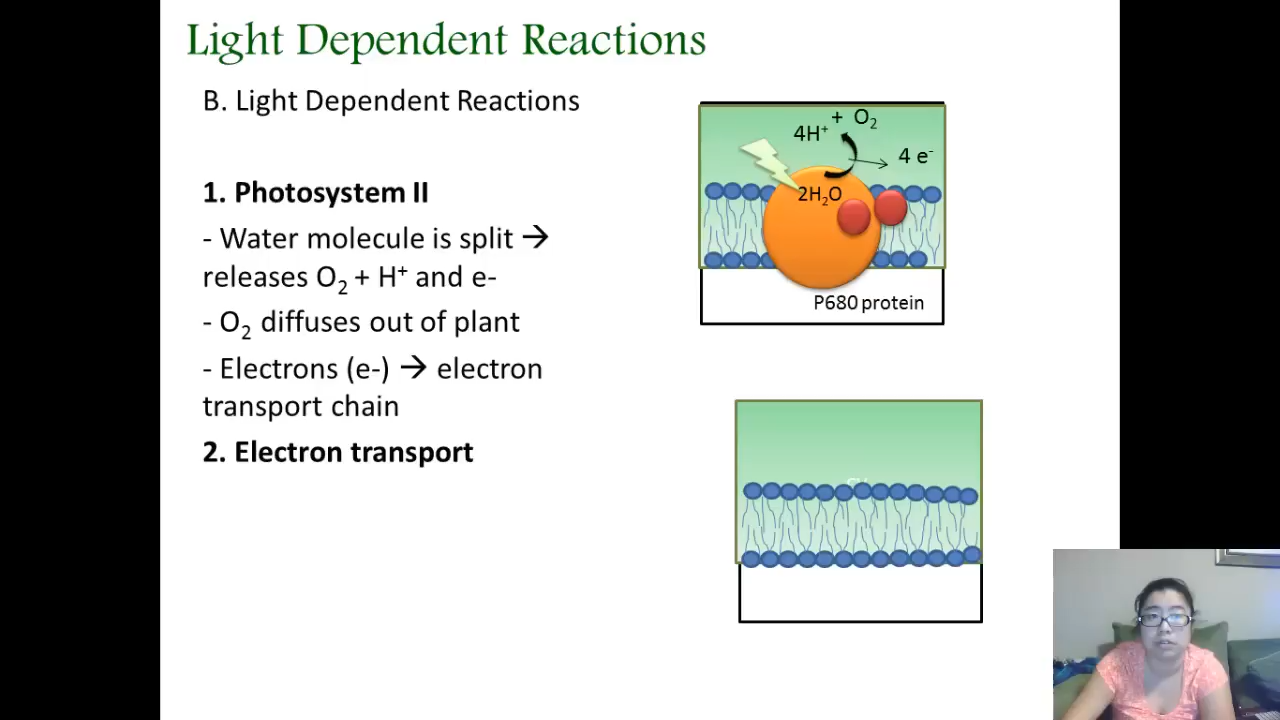 Light Dependent Reactions
B. Light Dependent Reactions
1. Photosystem II
- Water molecule is split →
releases O₂ + H⁺ and e-
- O₂ diffuses out of plant
- Electrons (e-) → electron
transport chain
2. Electron transport
+ O₂
4H⁺
4 e⁻
2H₂O
P680 protein